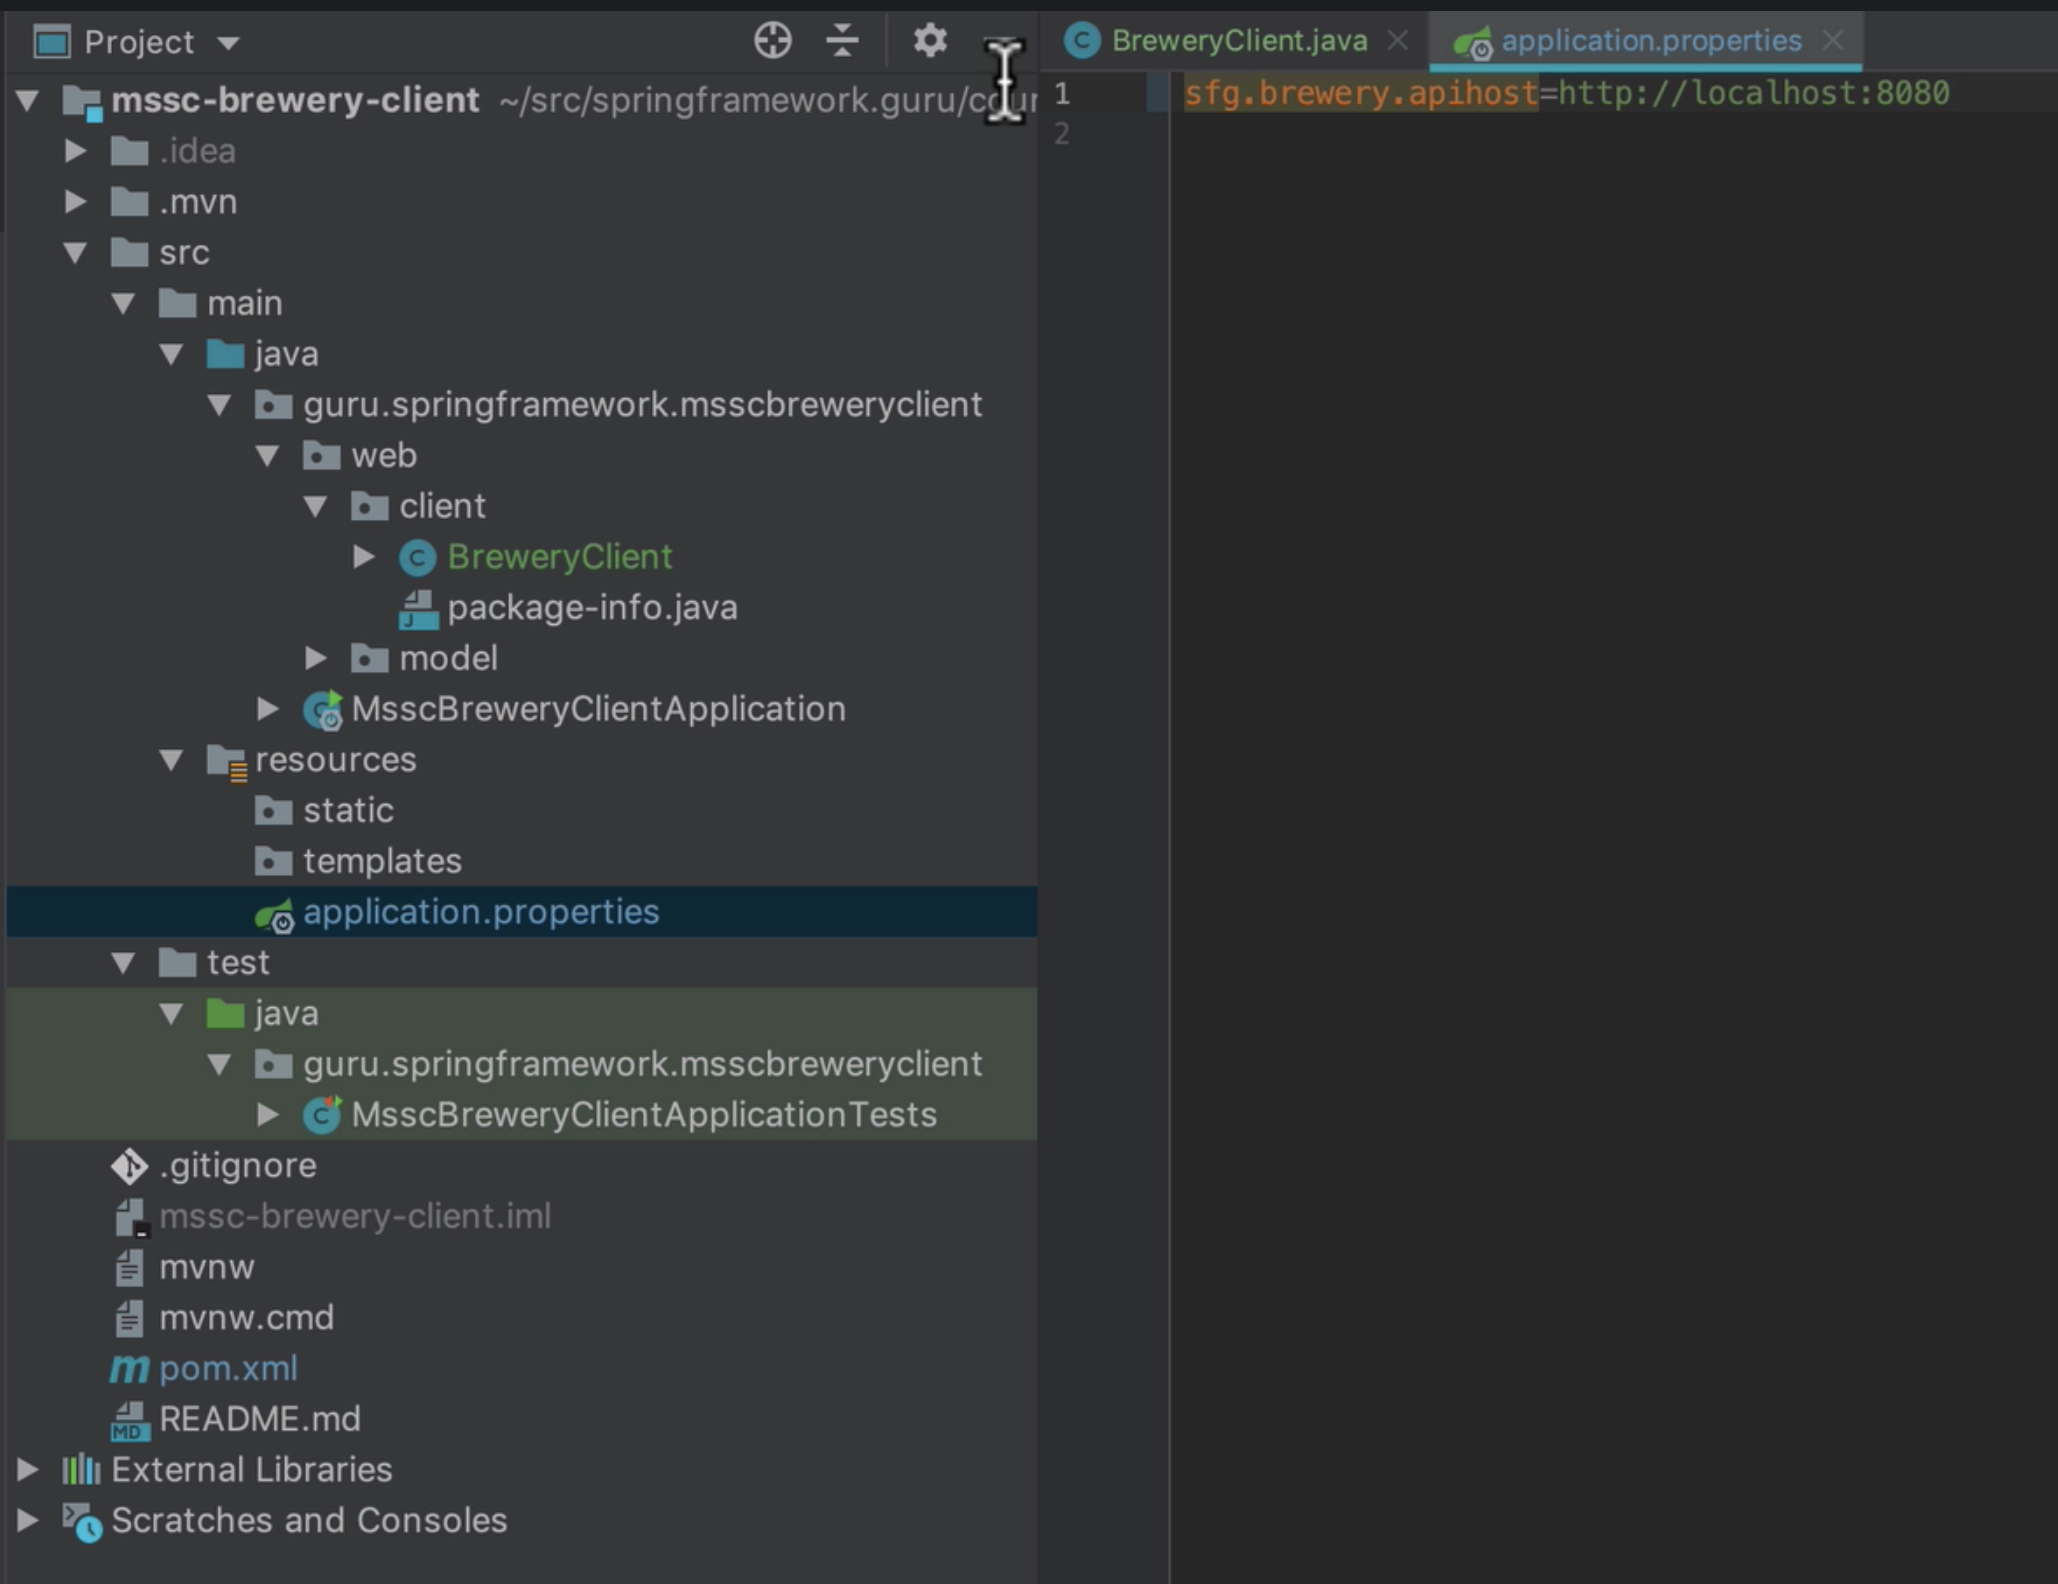 Project
mssc-brewery-client ~/src/springframework.guru/cour
.idea
.mvn
src
main
java
guru.springframework.msscbreweryclient
web
client
BreweryClient
package-info.java
model
MsscBreweryClientApplication
resources
static
templates
application.properties
test
java
guru.springframework.msscbreweryclient
MsscBreweryClientApplicationTests
.gitignore
mssc-brewery-client.iml
mvnw
mvnw.cmd
pom.xml
README.md
External Libraries
Scratches and Consoles
BreweryClient.java application.properties
1 sfg.brewery.apihost=http://localhost:8080
2